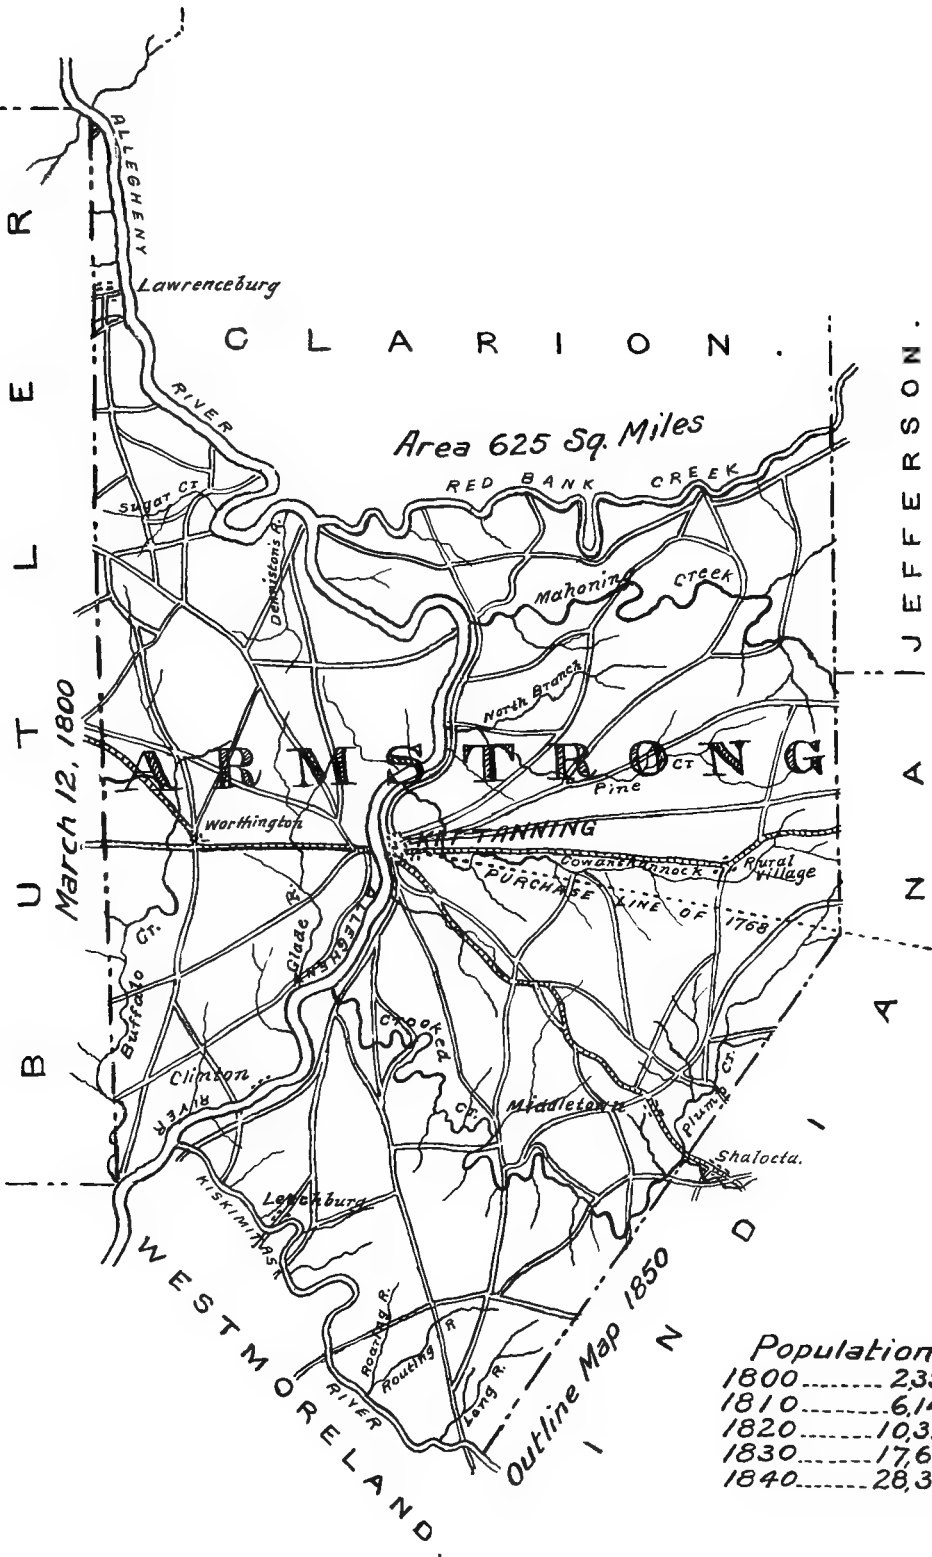 ALLEGHENY
RIVER
Lawrenceburg
CLARION.
BUTLER
JEFFERSON.
Area 625 Sq. Miles
RED BANK CREEK
Sugar Cr
Denniston's R.
Mahoning Creek
North Branch
March 12, 1800
ARMSTRONG
Pine Cr
Worthington
KITTANNING
Cowanshannock
Rural
Village
PURCHASE LINE OF 1768
Glade R.
ALLEGHENY
RIVER
Buffalo Cr.
Crooked Cr.
Clinton
Middletown
Plum Cr.
Shalocta.
INDIANA
KISKIMITAS
RIVER
Leechburg
WESTMORELAND.
Roaring R.
Routing R
Long R.
Outline Map 1850
Population
1800
1810
1820
1830
1840